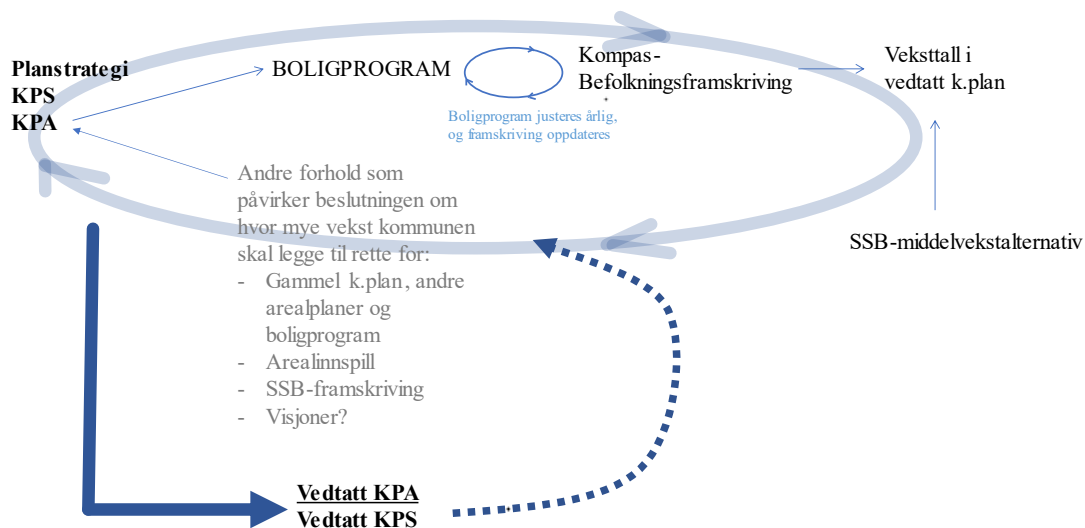 Planstrategi
KPS
KPA
BOLIGPROGRAM
Kompas-
Befolkningsframskriving
Veksttall i
vedtatt k.plan
Boligprogram justeres årlig,
og framskriving oppdateres
Andre forhold som
påvirker beslutningen om
hvor mye vekst kommunen
skal legge til rette for:
- Gammel k.plan, andre
arealplaner og
boligprogram
- Arealinnspill
- SSB-framskriving
- Visjoner?
SSB-middelvekstalternativ
Vedtatt KPA
Vedtatt KPS